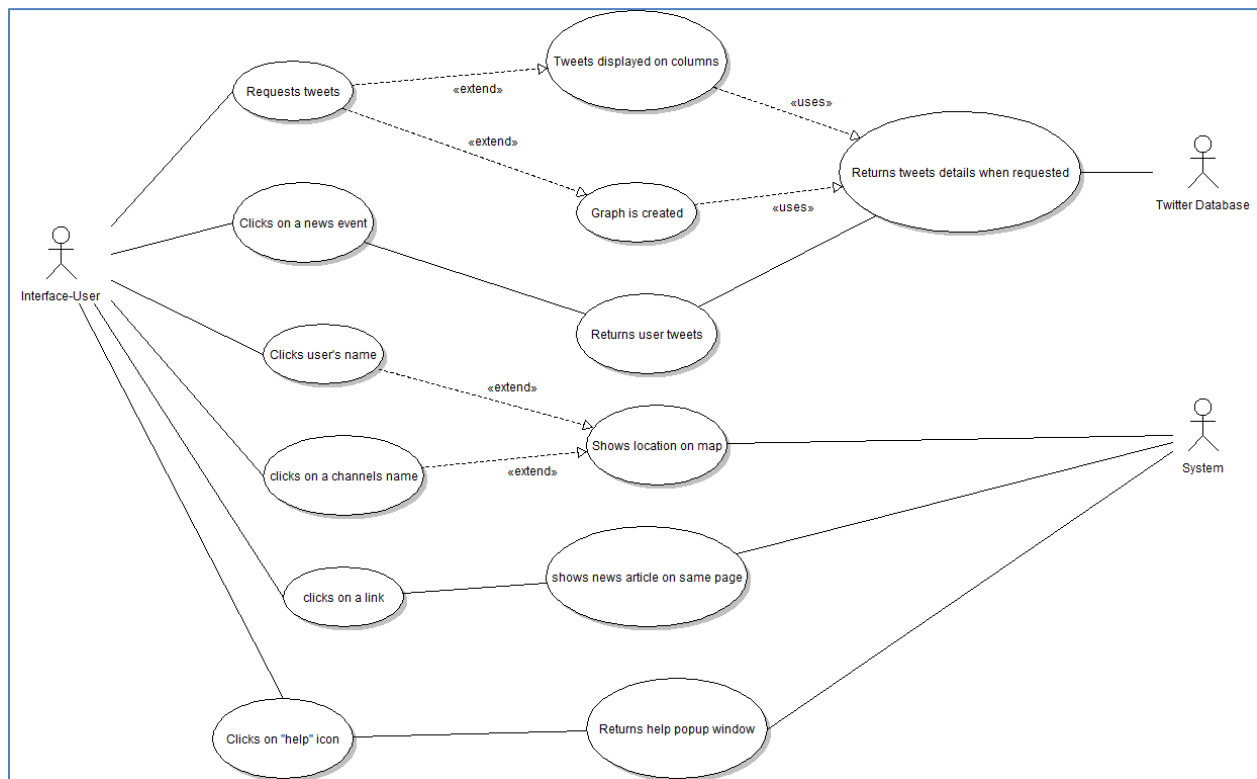 Tweets displayed on columns
Requests tweets
«extend»
«uses»
«extend»
Returns tweets details when requested
Twitter Database
Graph is created
«uses»
Clicks on a news event
Interface-User
Returns user tweets
Clicks user's name
«extend»
Shows location on map
System
clicks on a channels name
«extend»
shows news article on same page
clicks on a link
Returns help popup window
Clicks on "help" icon